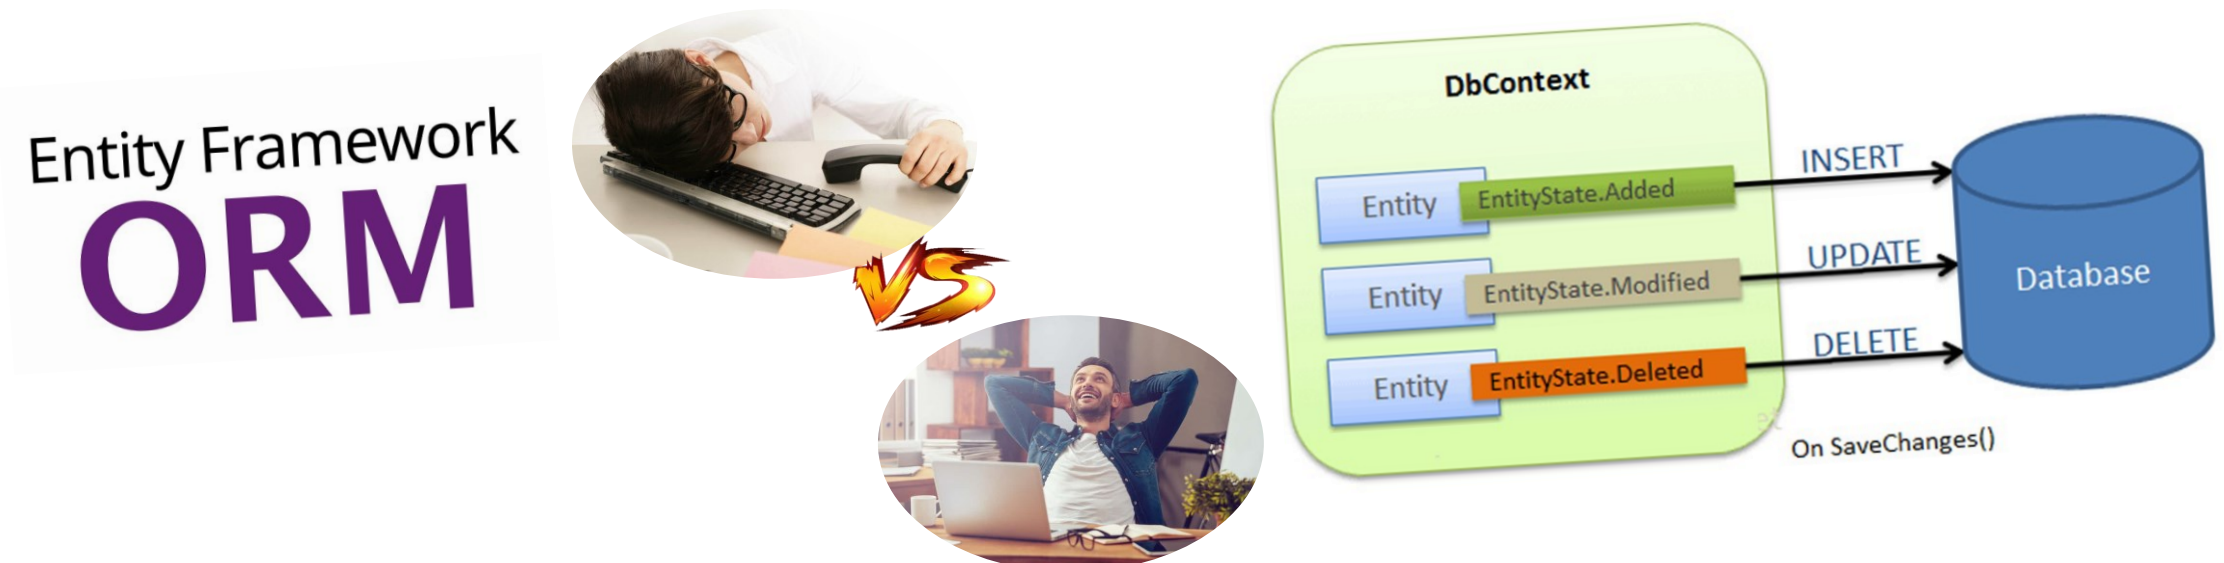 Entity Framework
ORM
VS
DbContext
Entity
EntityState.Added
INSERT
Entity
EntityState.Modified
UPDATE
Database
Entity
EntityState.Deleted
DELETE
On SaveChanges()